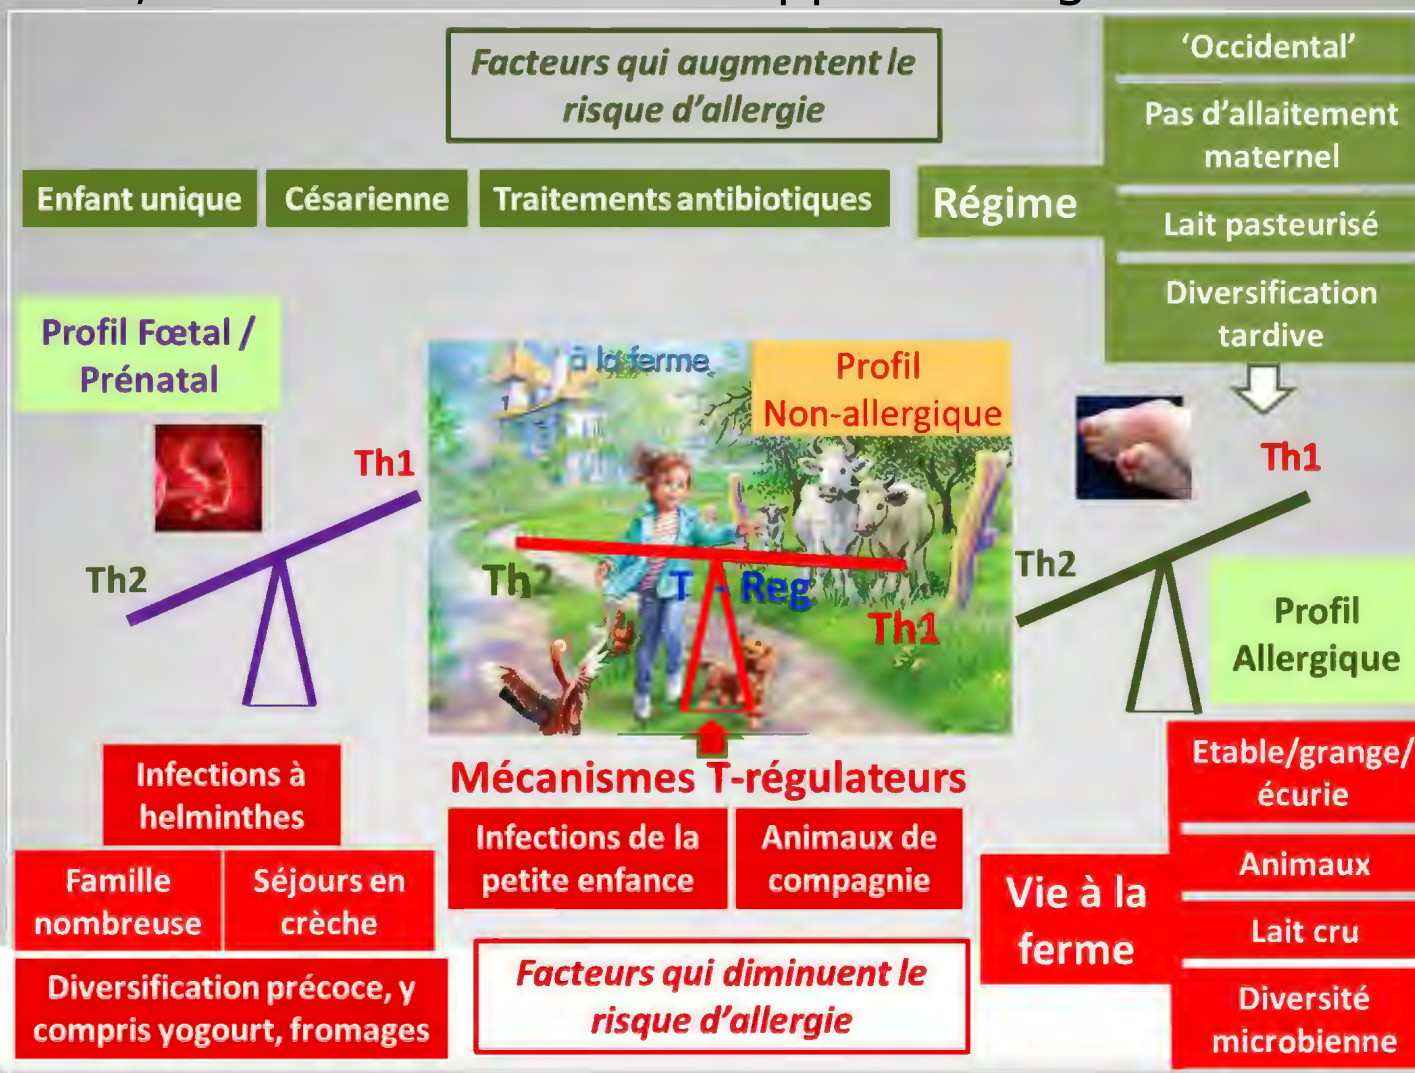 Facteurs qui augmentent le
risque d'allergie
Enfant unique
Césarienne
Traitements antibiotiques
Régime
'Occidental'
Pas d'allaitement
maternel
Lait pasteurisé
Diversification
tardive
Profil Fœtal /
Prénatal
Th1
Th2
à la ferme
Profil
Non-allergique
Th2
T - Reg
Th1
Th1
Th2
Profil
Allergique
Mécanismes T-régulateurs
Infections à
helminthes
Famille
nombreuse
Séjours en
crèche
Diversification précoce, y
compris yogourt, fromages
Infections de la
petite enfance
Animaux de
compagnie
Facteurs qui diminuent le
risque d'allergie
Vie à la
ferme
Etable/grange/
écurie
Animaux
Lait cru
Diversité
microbienne